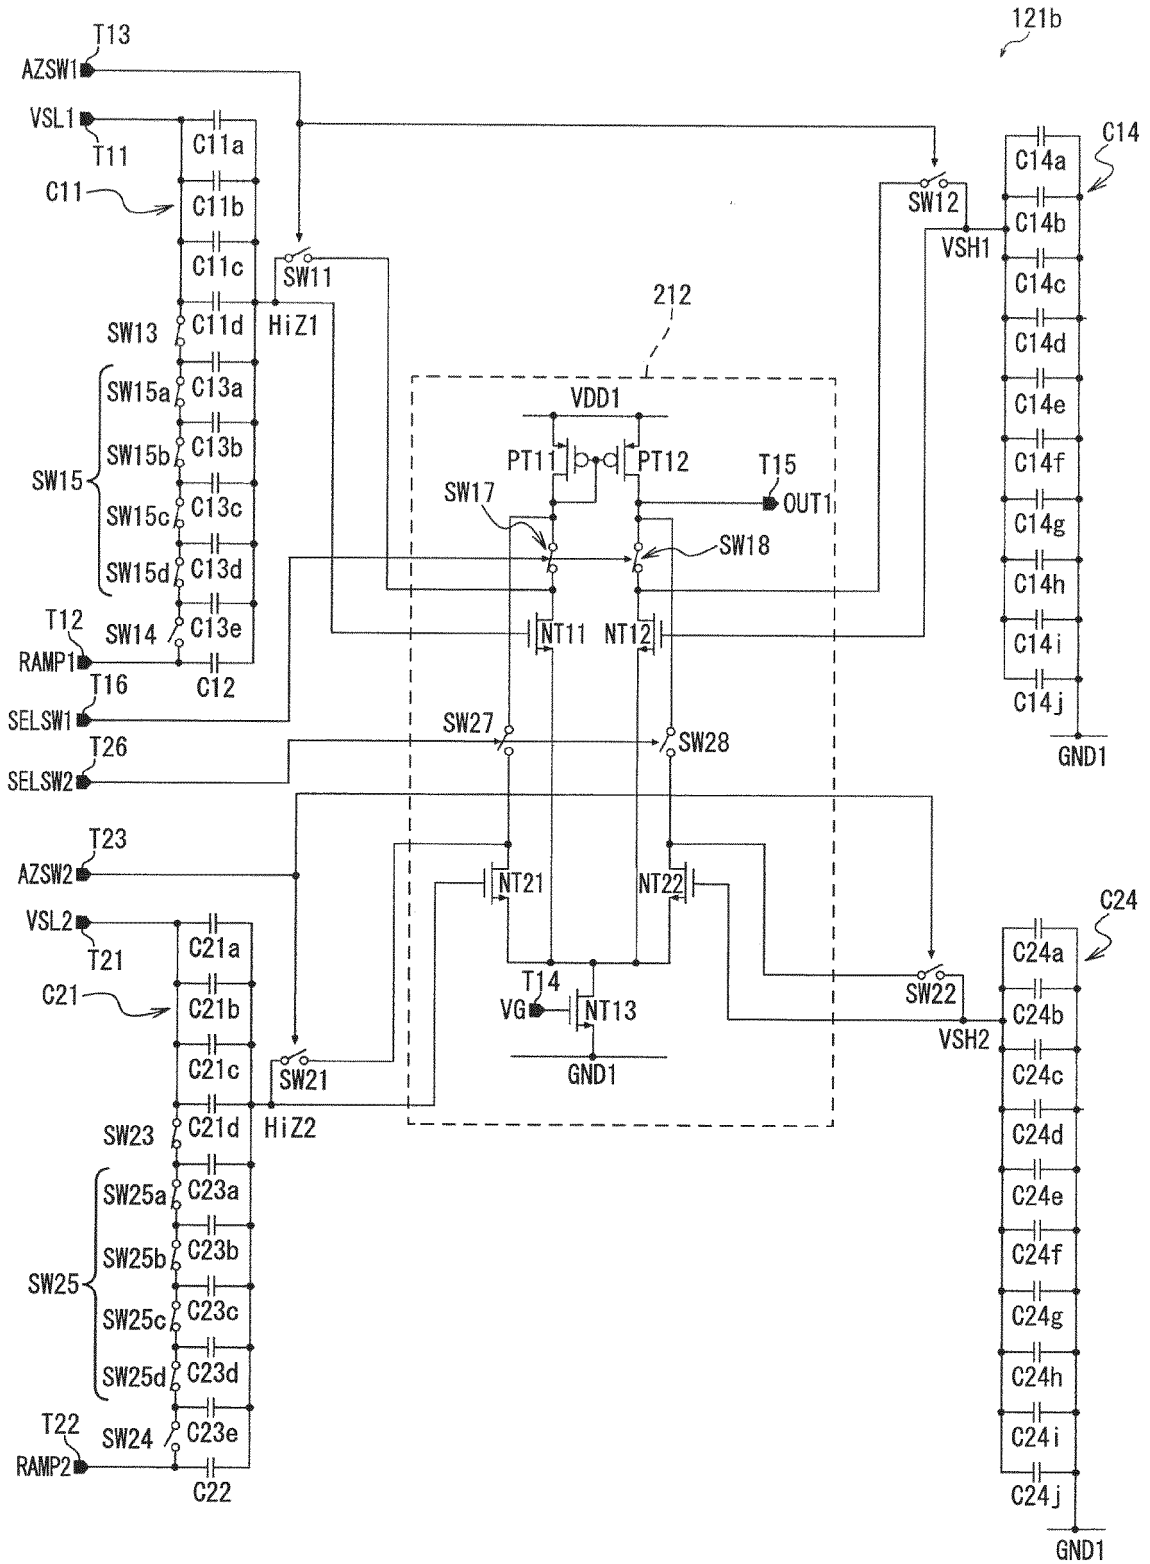 121b
T13
AZSW1
VSL1
T11
C11
C11a
C11b
C11c
C11d
SW11
HiZ1
SW13
SW15
SW15a
SW15b
SW15c
SW15d
C13a
C13b
C13c
C13d
C13e
SW14
T12
RAMP1
C12
T16
SELSW1
T26
SELSW2
SW12
VSH1
C14
C14a
C14b
C14c
C14d
C14e
C14f
C14g
C14h
C14i
C14j
GND1
212
VDD1
PT11
PT12
T15
OUT1
SW17
SW18
NT11
NT12
SW27
SW28
NT21
NT22
T14
VG
NT13
GND1
T23
AZSW2
VSL2
T21
C21
C21a
C21b
C21c
C21d
SW21
HiZ2
SW23
SW25
SW25a
SW25b
SW25c
SW25d
C23a
C23b
C23c
C23d
C23e
SW24
T22
RAMP2
C22
SW22
VSH2
C24
C24a
C24b
C24c
C24d
C24e
C24f
C24g
C24h
C24i
C24j
GND1